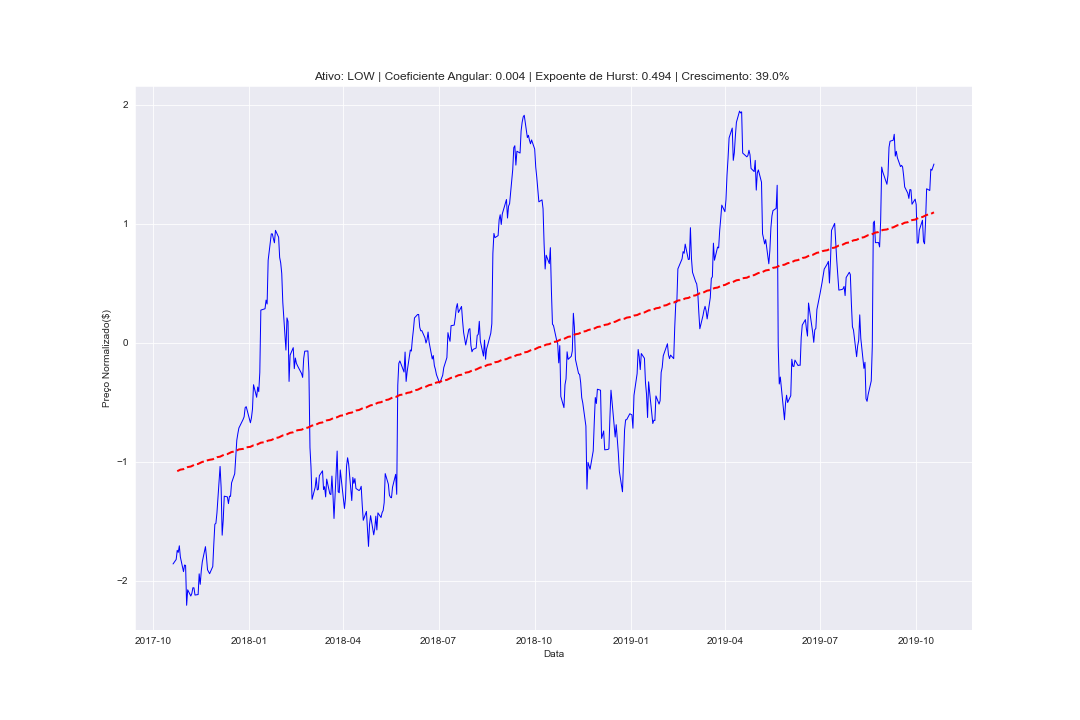 Ativo: LOW | Coeficiente Angular: 0.004 | Expoente de Hurst: 0.494 | Crescimento: 39.0%
Preço Normalizado($)
2
1
0
−1
−2
2017-10 2018-01 2018-04 2018-07 2018-10 2019-01 2019-04 2019-07 2019-10
Data